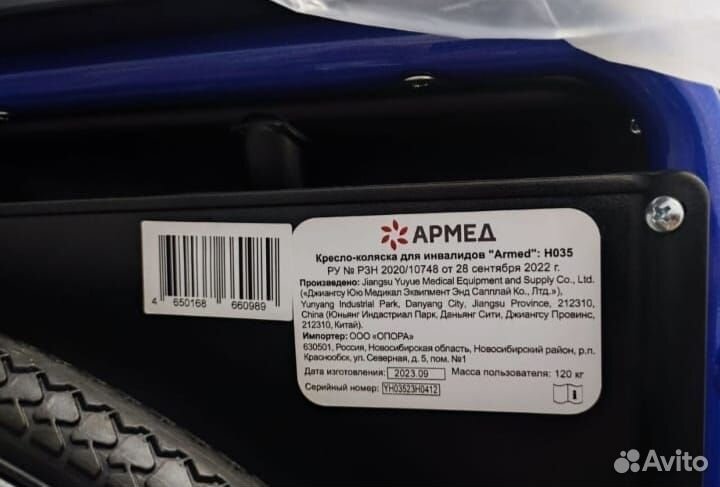 АРМЕД
Кресло-коляска для инвалидов "Armed": H035
РУ № РЗН 2020/10748 от 28 сентября 2022 г.
Произведено: Jiangsu Yuyue Medical Equipment and Supply Co., Ltd.
(«Джиангсу Юю Медикал Эквипмент Энд Сапплай Ко., Лтд.»),
Yunyang Industrial Park, Danyang City, Jiangsu Province, 212310,
China (Юньянг Индастриал Парк, Даньянг Сити, Джиангсу Провинс,
212310, Китай).
Импортер: ООО «ОПОРА»
630501, Россия, Новосибирская область, Новосибирский район, р.п.
Краснообск, ул. Северная, д. 5, пом. №1
Дата изготовления: 2023.09 Масса пользователя: 120 кг
Серийный номер: YH03523H0412
4 650168 660989
Avito